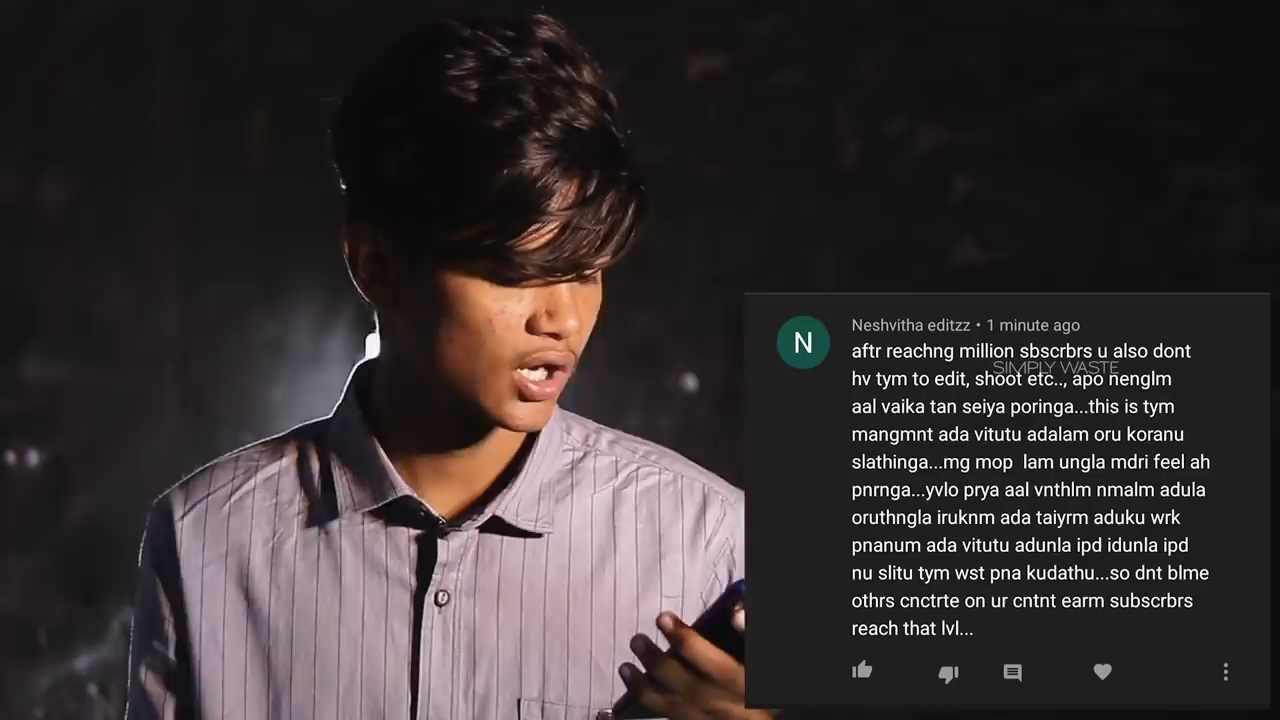 Neshvitha editzz • 1 minute ago
aftr reachng million sbscrbrs u also dont
SIMPLY WASTE
hv tym to edit, shoot etc.., apo nenglm
aal vaika tan seiya poringa...this is tym
mangmnt ada vitutu adalam oru koranu
slathinga...mg mop lam ungla mdri feel ah
pnrnga...yvlo prya aal vnthlm nmalm adula
oruthngla iruknm ada taiyrm aduku wrk
pnanum ada vitutu adunla ipd idunla ipd
nu slitu tym wst pna kudathu...so dnt blme
othrs cnctrte on ur cntnt earm subscrbrs
reach that lvl...
N